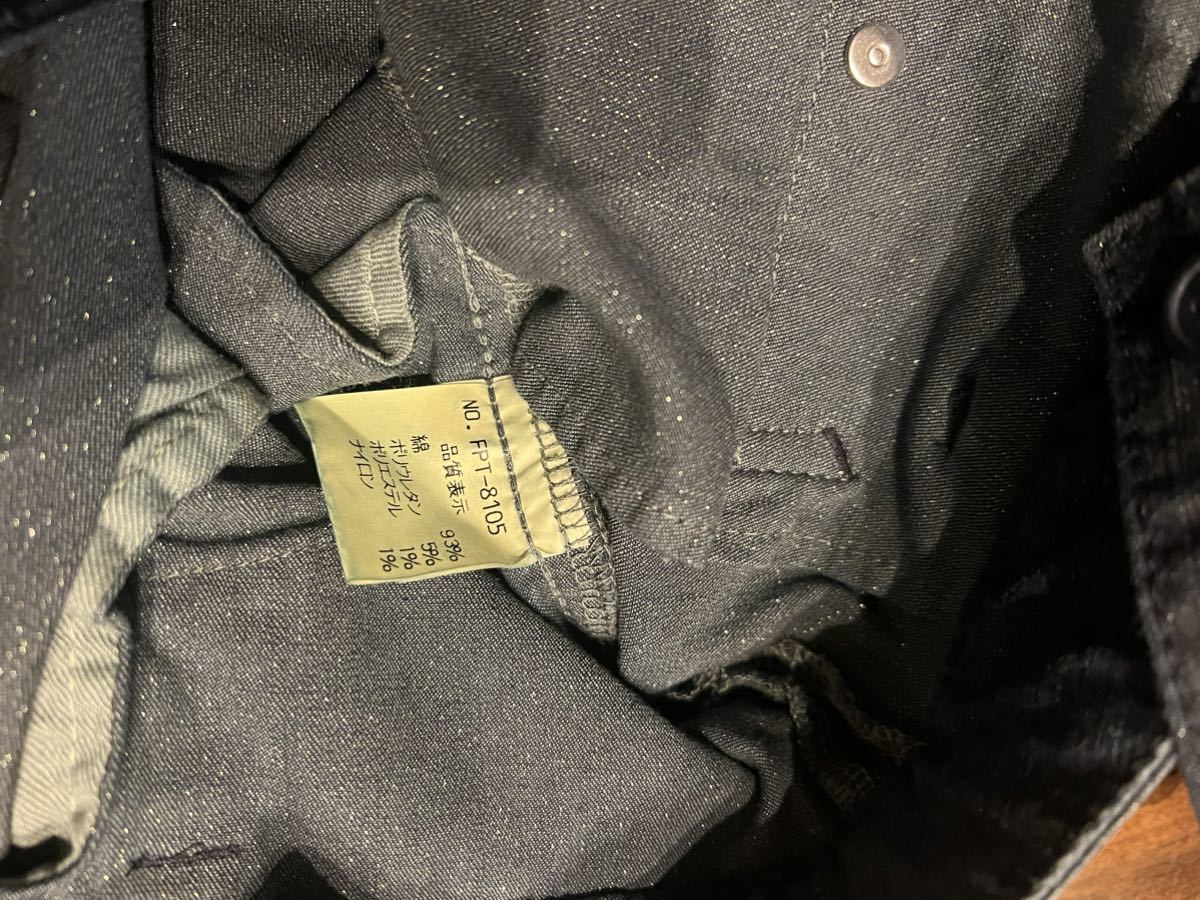 NO. FPT-8105
品質表示
綿 93%
ポリウレタン 5%
ポリエステル 1%
ナイロン 1%